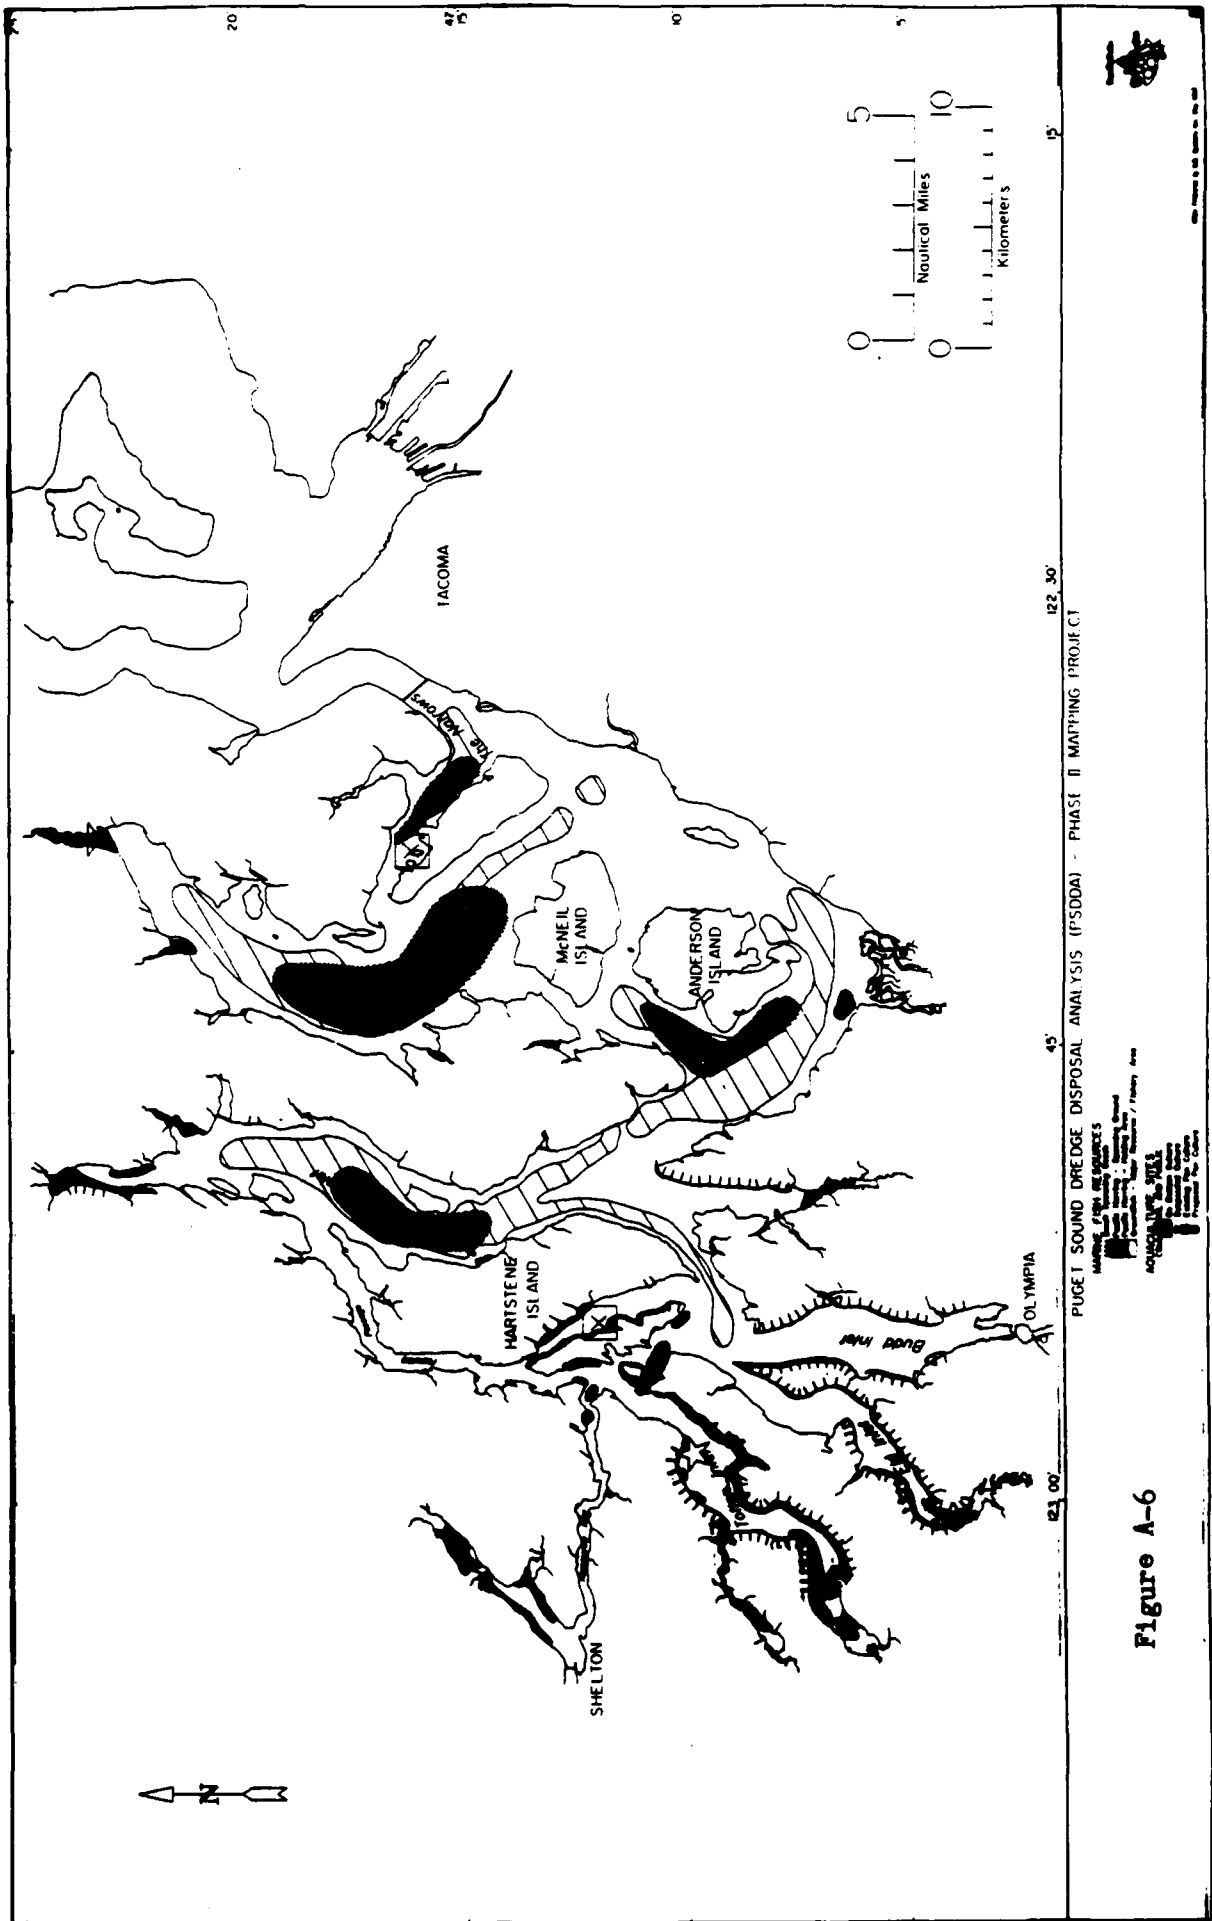 20'
47
15'
10'
5'
5
0
Nautical Miles
10
0
Kilometers
15'
TACOMA
122 30'
The Narrows
McNEIL
ISLAND
ANDERSON
ISLAND
45'
HARTSTENE
ISLAND
Budd Inlet
OLYMPIA
Inlet
SHELTON
123 00'
N
PUGET SOUND DREDGE DISPOSAL ANALYSIS (PSDDA) - PHASE II MAPPING PROJECT
MARINE FISH RESOURCES
AQUACULTURE SITES
Figure A-6